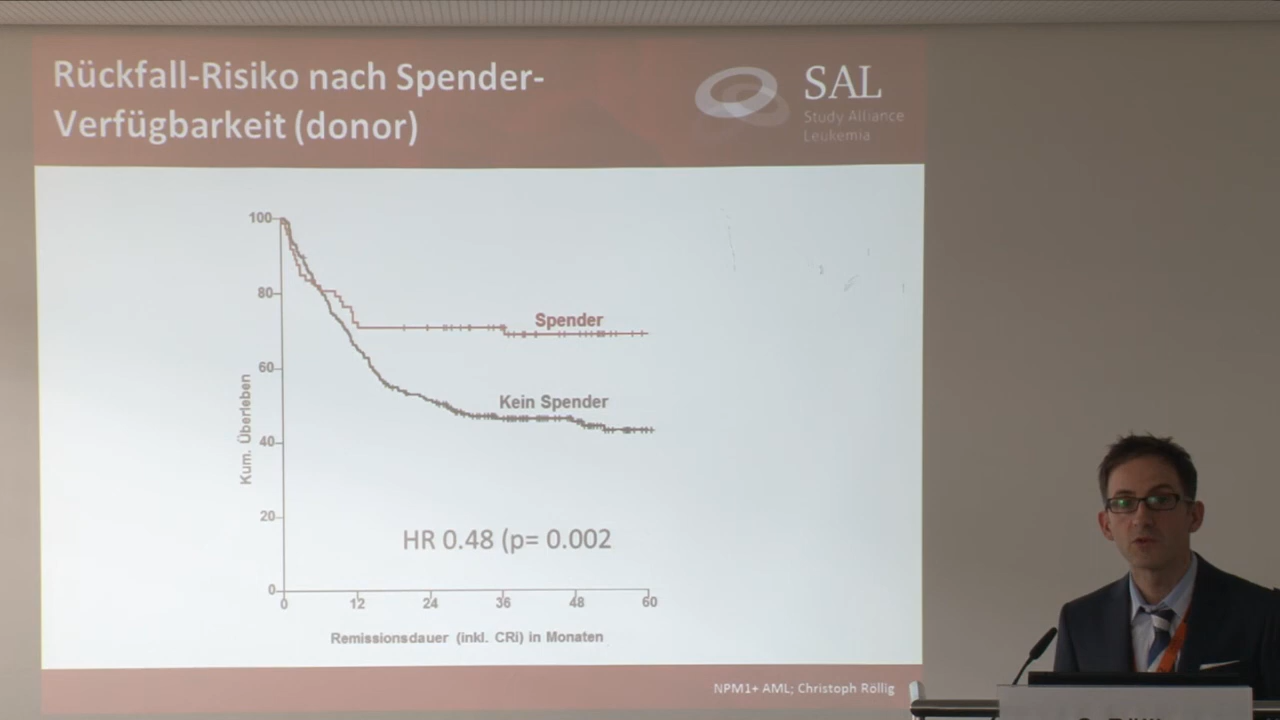 Rückfall-Risiko nach Spender-
Verfügbarkeit (donor)
SAL
Study Alliance
Leukemia
100
80
60
40
20
0
Kum. Überleben
Spender
Kein Spender
HR 0.48 (p= 0.002
0 12 24 36 48 60
Remissionsdauer (inkl. CRi) in Monaten
NPM1+ AML; Christoph Röllig